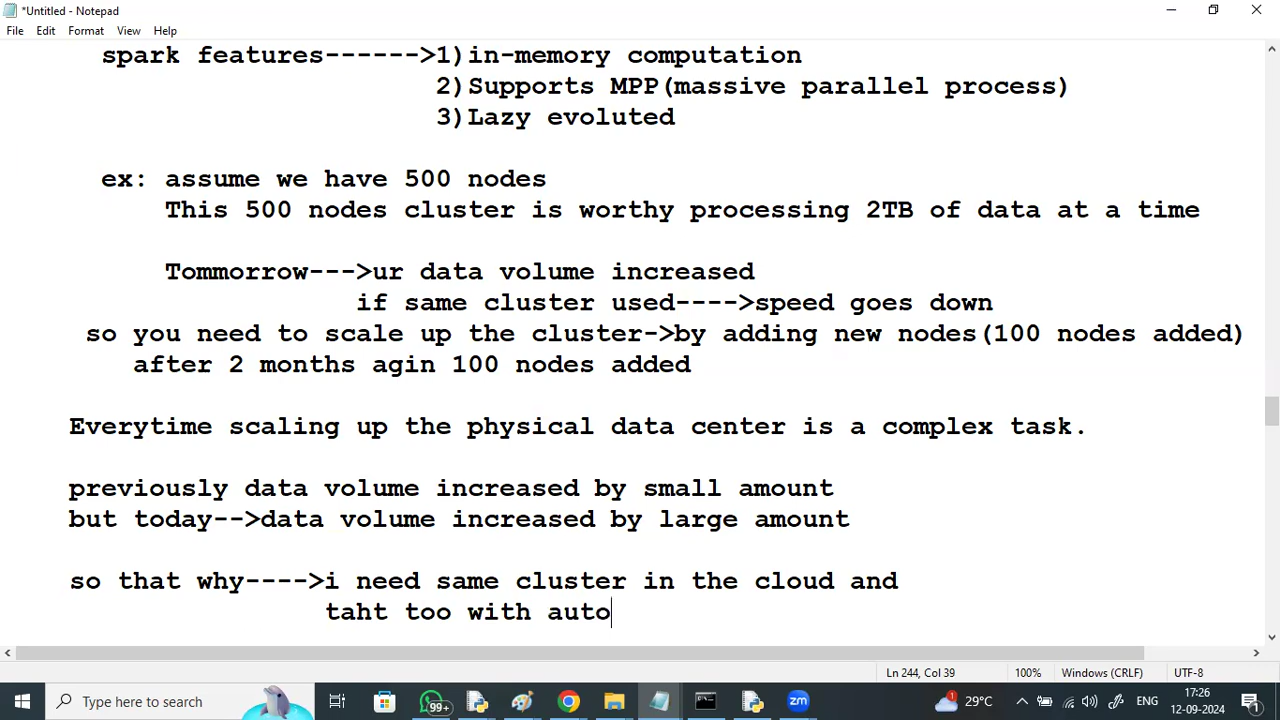 *Untitled - Notepad
File Edit Format View Help
spark features------>1)in-memory computation
2)Supports MPP(massive parallel process)
3)Lazy evoluted
ex: assume we have 500 nodes
This 500 nodes cluster is worthy processing 2TB of data at a time
Tommorrow--->ur data volume increased
if same cluster used---->speed goes down
so you need to scale up the cluster->by adding new nodes(100 nodes added)
after 2 months agin 100 nodes added
Everytime scaling up the physical data center is a complex task.
previously data volume increased by small amount
but today-->data volume increased by large amount
so that why---->i need same cluster in the cloud and
taht too with auto
Ln 244, Col 39 100% Windows (CRLF) UTF-8
Type here to search 99+ 1 29°C ENG 17:26 1
12-09-2024